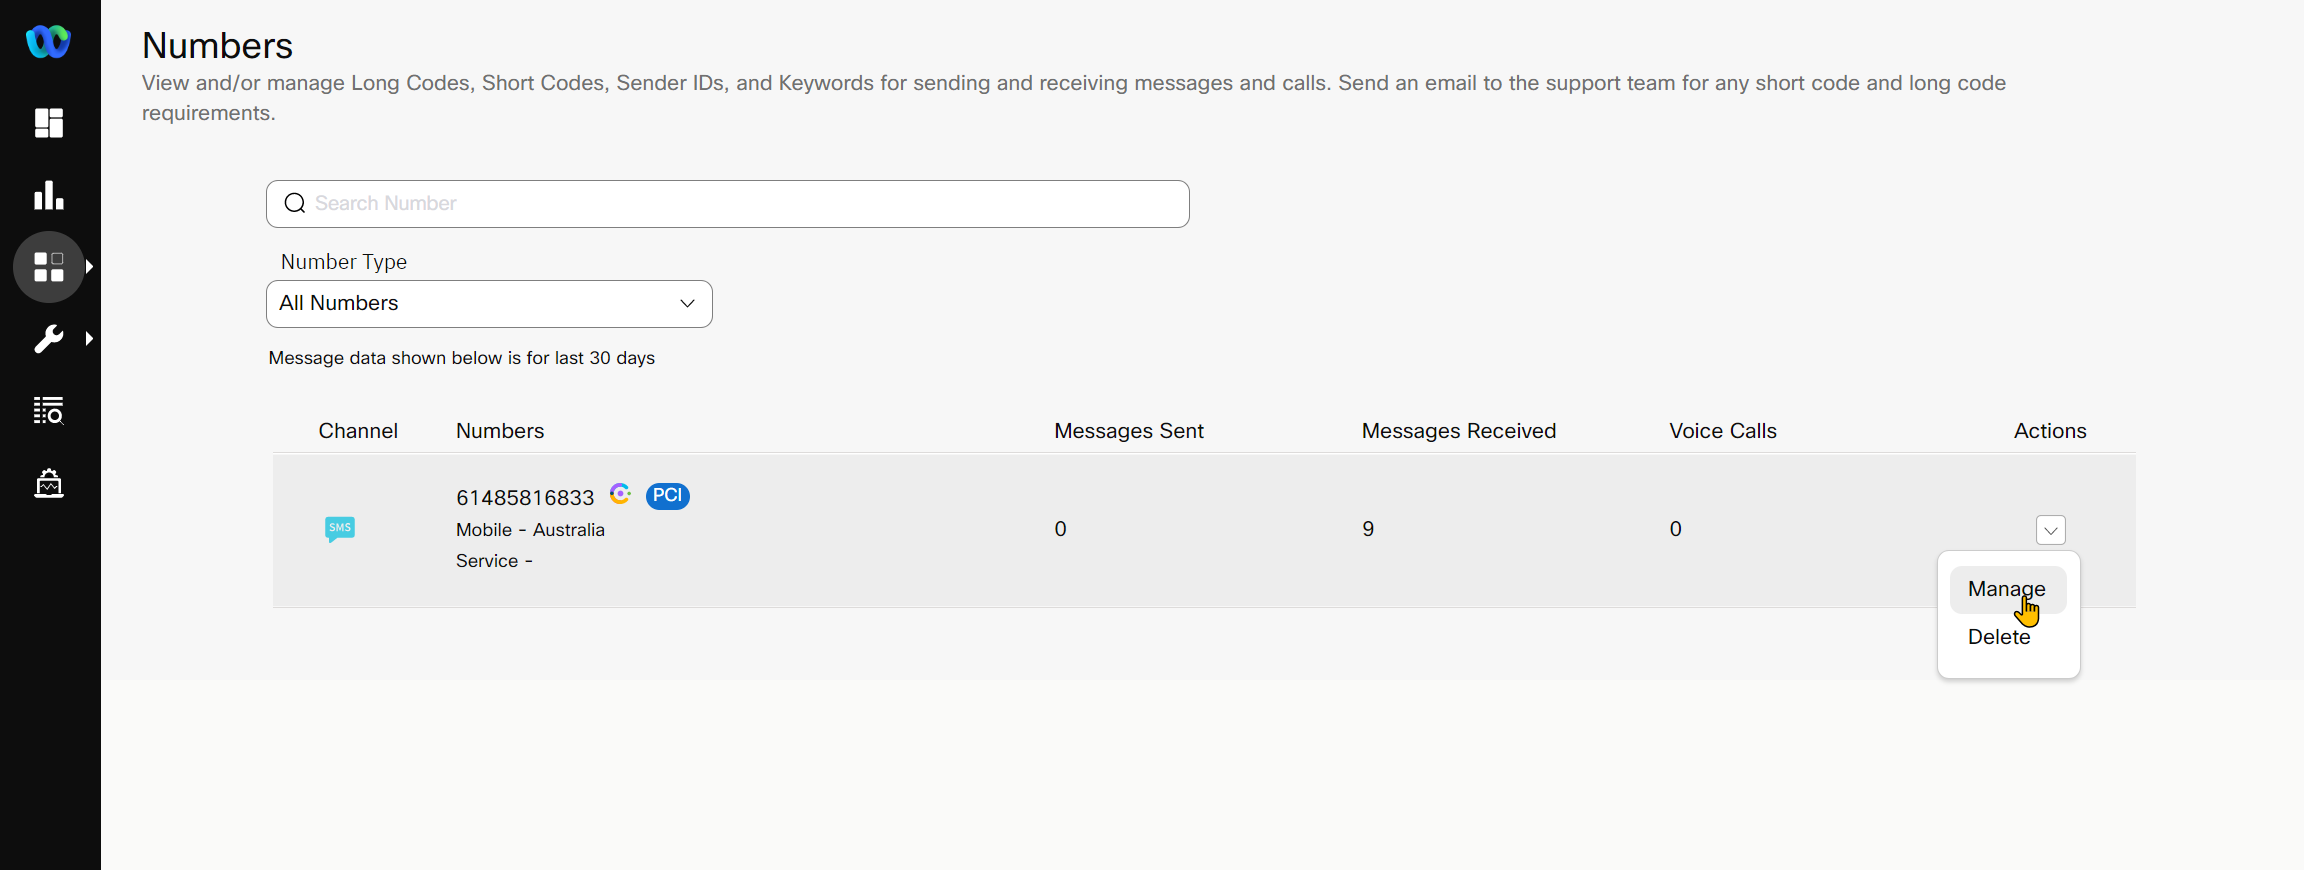 Numbers
View and/or manage Long Codes, Short Codes, Sender IDs, and Keywords for sending and receiving messages and calls. Send an email to the support team for any short code and long code
requirements.
Search Number
Number Type
All Numbers
Message data shown below is for last 30 days
Channel Numbers Messages Sent Messages Received Voice Calls Actions
61485816833 PCI
SMS Mobile - Australia 0 9 0
Service -
Manage
Delete